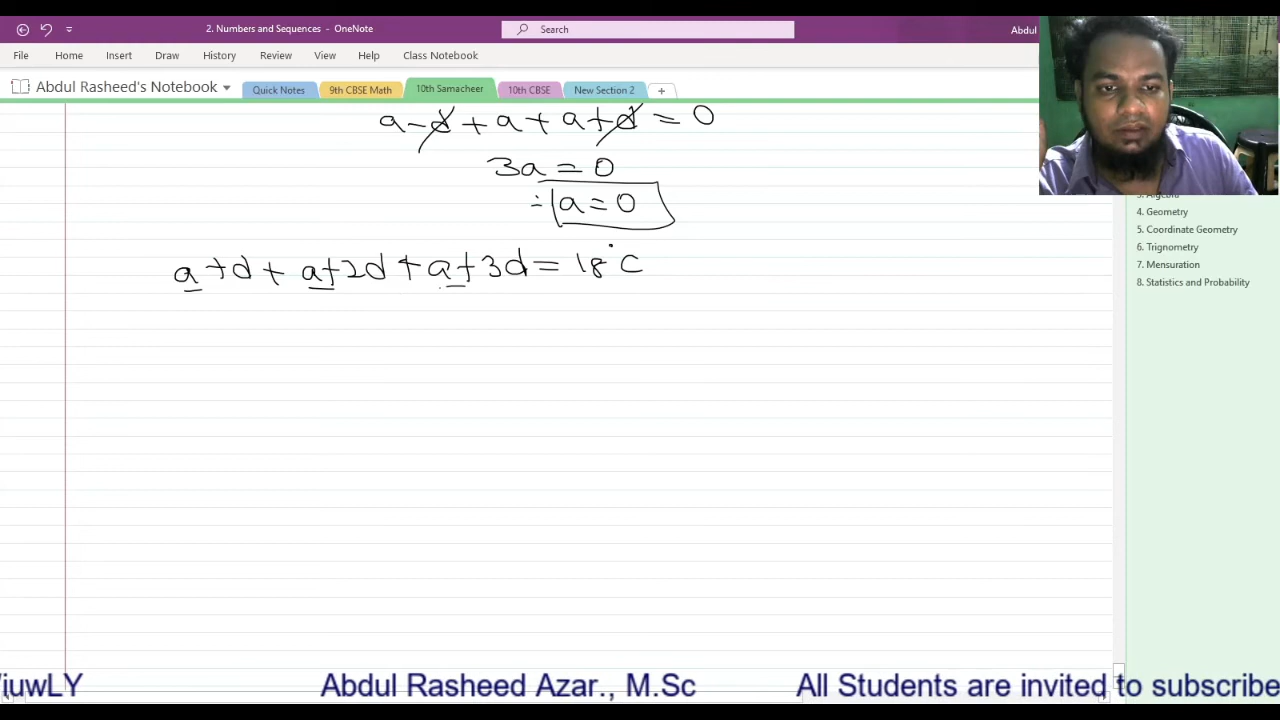 2. Numbers and Sequences - OneNote
Search
Abdul
File Home Insert Draw History Review View Help Class Notebook
Abdul Rasheed's Notebook
Quick Notes 9th CBSE Math 10th Samacheer 10th CBSE New Section 2 +
a-d+a+a+d=0
3a=0
∴ a=0
a+d+a+2d+a+3d=18°C
3. Algebra
4. Geometry
5. Coordinate Geometry
6. Trignometry
7. Mensuration
8. Statistics and Probability
iuwLY Abdul Rasheed Azar., M.Sc All Students are invited to subscribe